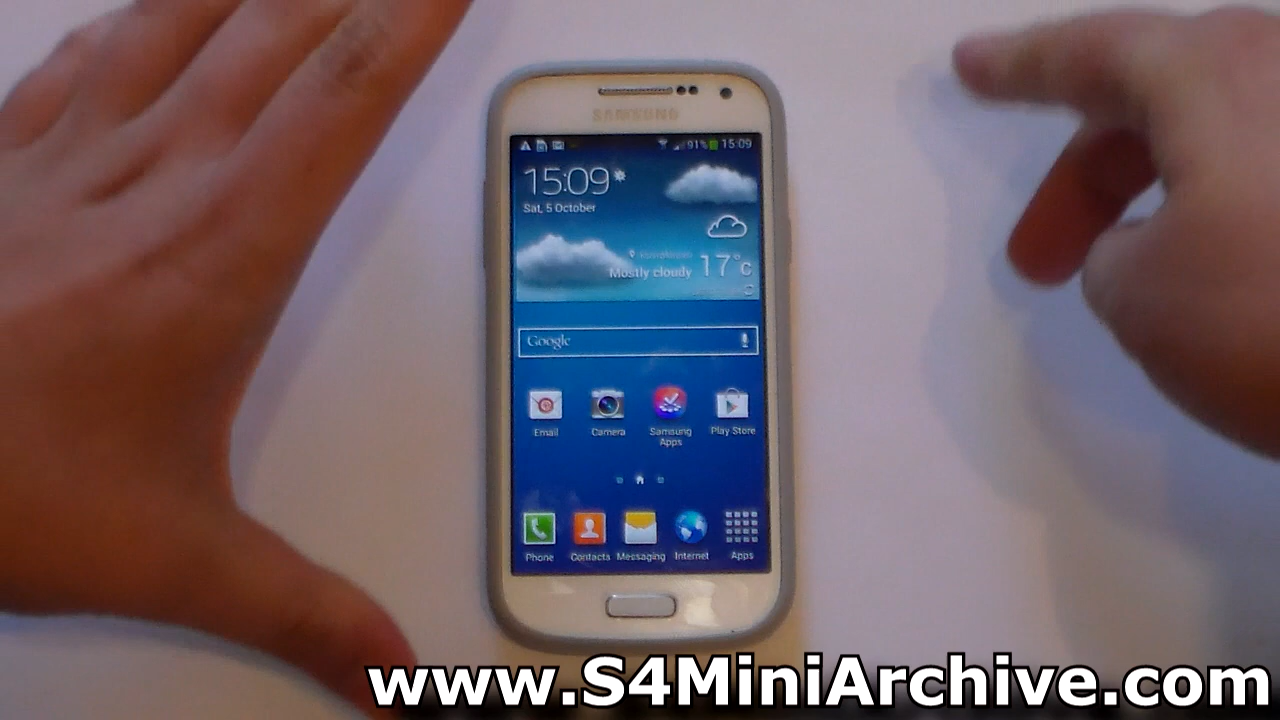 SAMSUNG
91% 15:09
15:09
Sat, 5 October
Mostly cloudy 17°C
Google
Email Camera Samsung Apps Play Store
Phone Contacts Messaging Internet Apps
www.S4MiniArchive.com